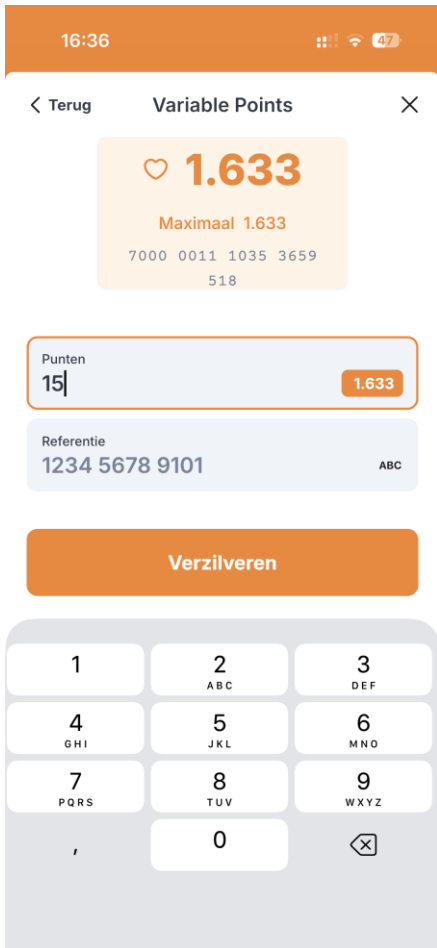 16:36
47
Terug
Variable Points
1.633
Maximaal 1.633
7000 0011 1035 3659
518
Punten
15
1.633
Referentie
1234 5678 9101
ABC
Verzilveren
1
2
ABC
3
DEF
4
GHI
5
JKL
6
MNO
7
PQRS
8
TUV
9
WXYZ
,
0